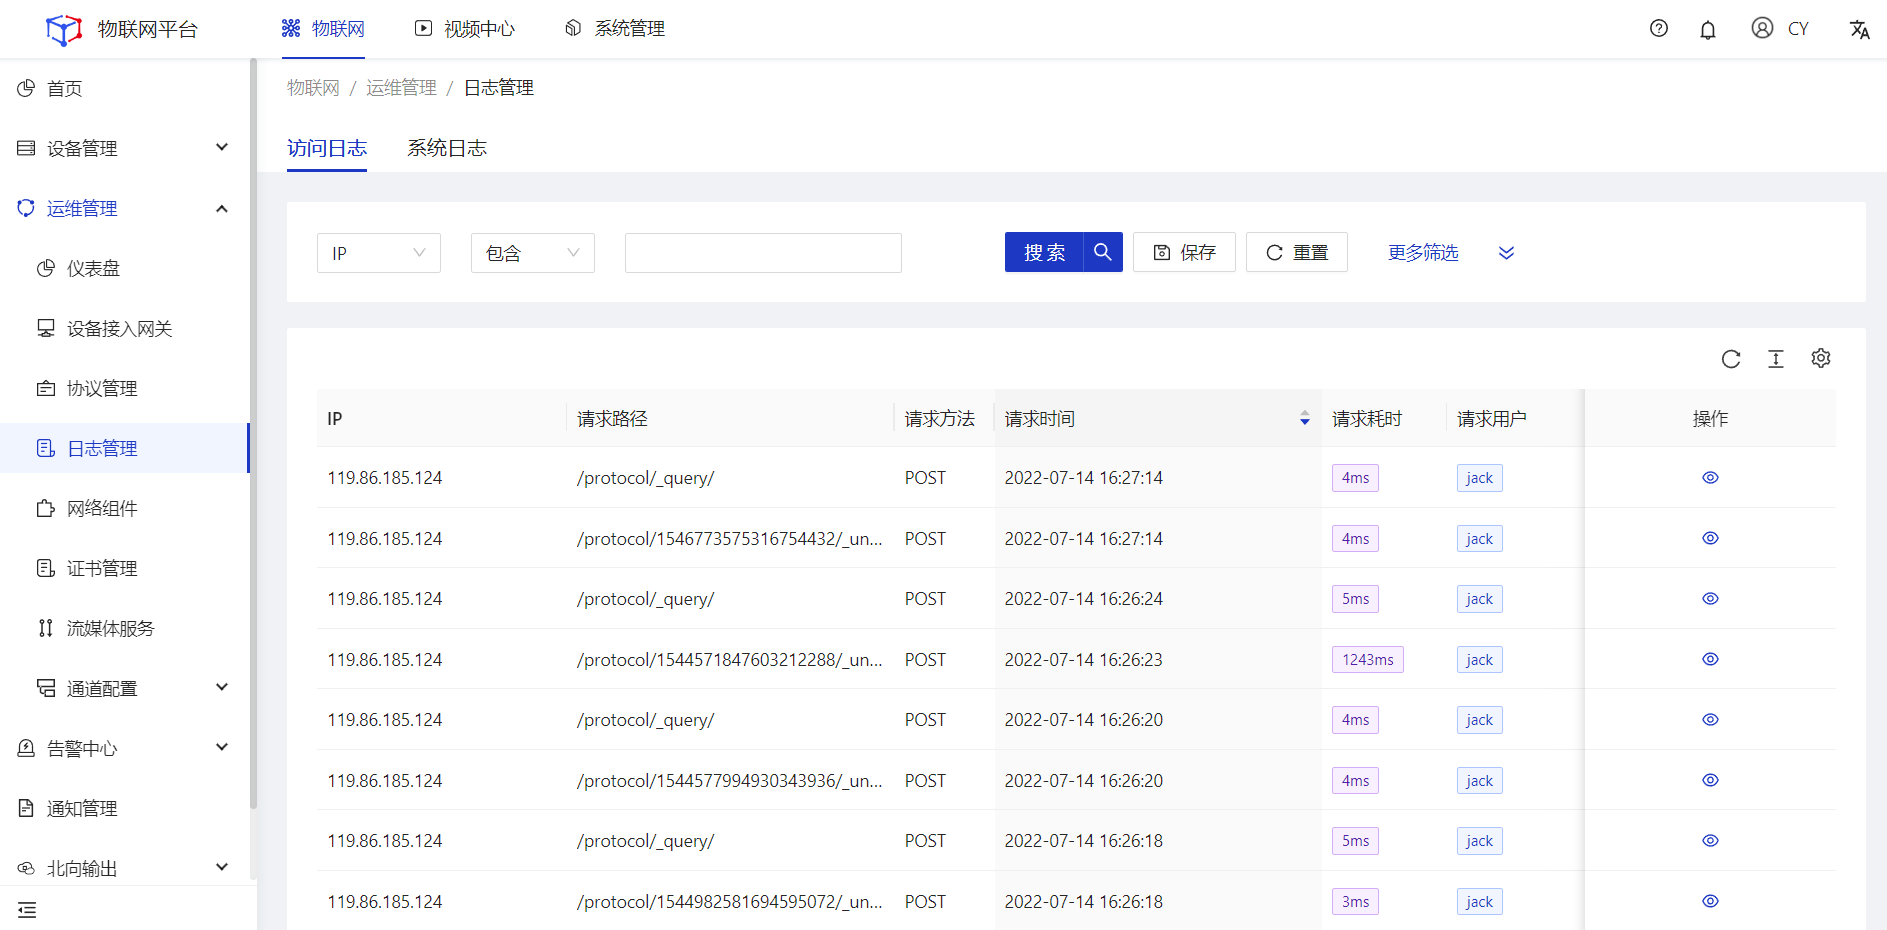 物联网平台
物联网
视频中心
系统管理
CY
首页
设备管理
运维管理
仪表盘
设备接入网关
协议管理
日志管理
网络组件
证书管理
流媒体服务
通道配置
告警中心
通知管理
北向输出
物联网 / 运维管理 / 日志管理
访问日志 系统日志
IP 包含 搜索 保存 重置 更多筛选
IP 请求路径 请求方法 请求时间 请求耗时 请求用户 操作
119.86.185.124 /protocol/_query/ POST 2022-07-14 16:27:14 4ms jack
119.86.185.124 /protocol/1546773575316754432/_un... POST 2022-07-14 16:27:14 4ms jack
119.86.185.124 /protocol/_query/ POST 2022-07-14 16:26:24 5ms jack
119.86.185.124 /protocol/1544571847603212288/_un... POST 2022-07-14 16:26:23 1243ms jack
119.86.185.124 /protocol/_query/ POST 2022-07-14 16:26:20 4ms jack
119.86.185.124 /protocol/1544577994930343936/_un... POST 2022-07-14 16:26:20 4ms jack
119.86.185.124 /protocol/_query/ POST 2022-07-14 16:26:18 5ms jack
119.86.185.124 /protocol/1544982581694595072/_un... POST 2022-07-14 16:26:18 3ms jack